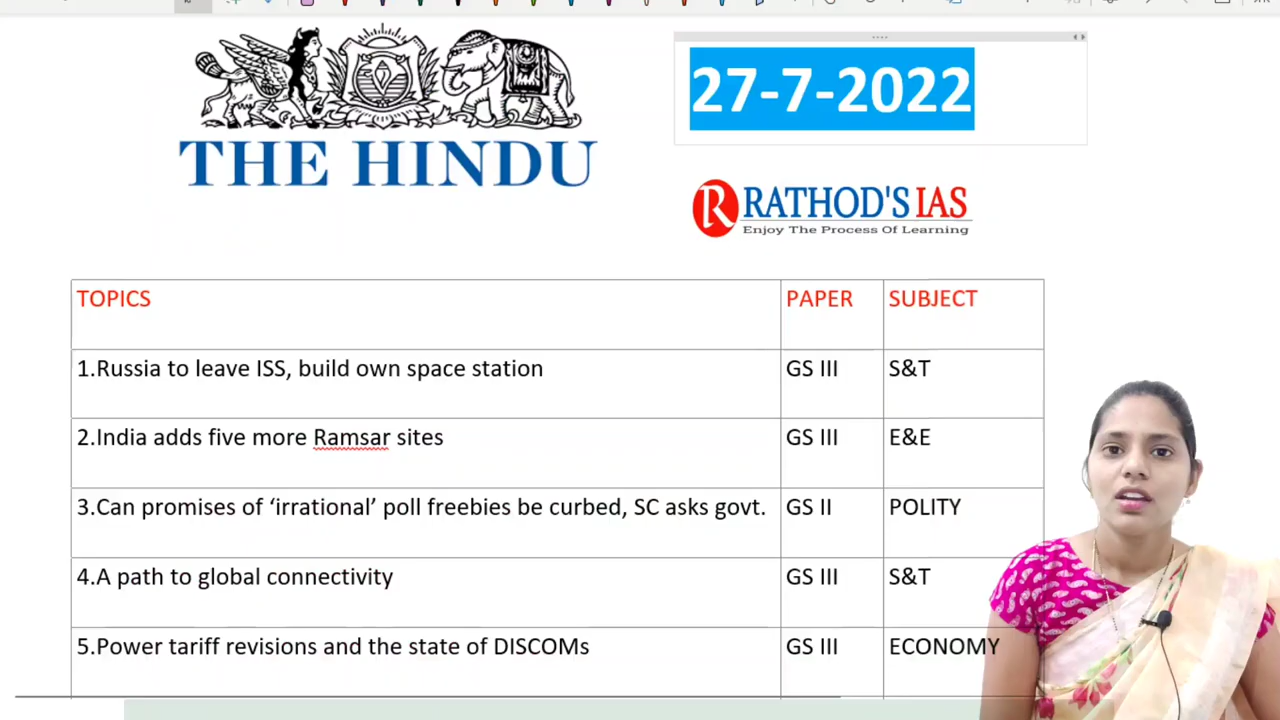 27-7-2022
THE HINDU
R RATHOD'S IAS
Enjoy The Process Of Learning
TOPICS PAPER SUBJECT
1.Russia to leave ISS, build own space station GS III S&T
2.India adds five more Ramsar sites GS III E&E
3.Can promises of ‘irrational’ poll freebies be curbed, SC asks govt. GS II POLITY
4.A path to global connectivity GS III S&T
5.Power tariff revisions and the state of DISCOMs GS III ECONOMY